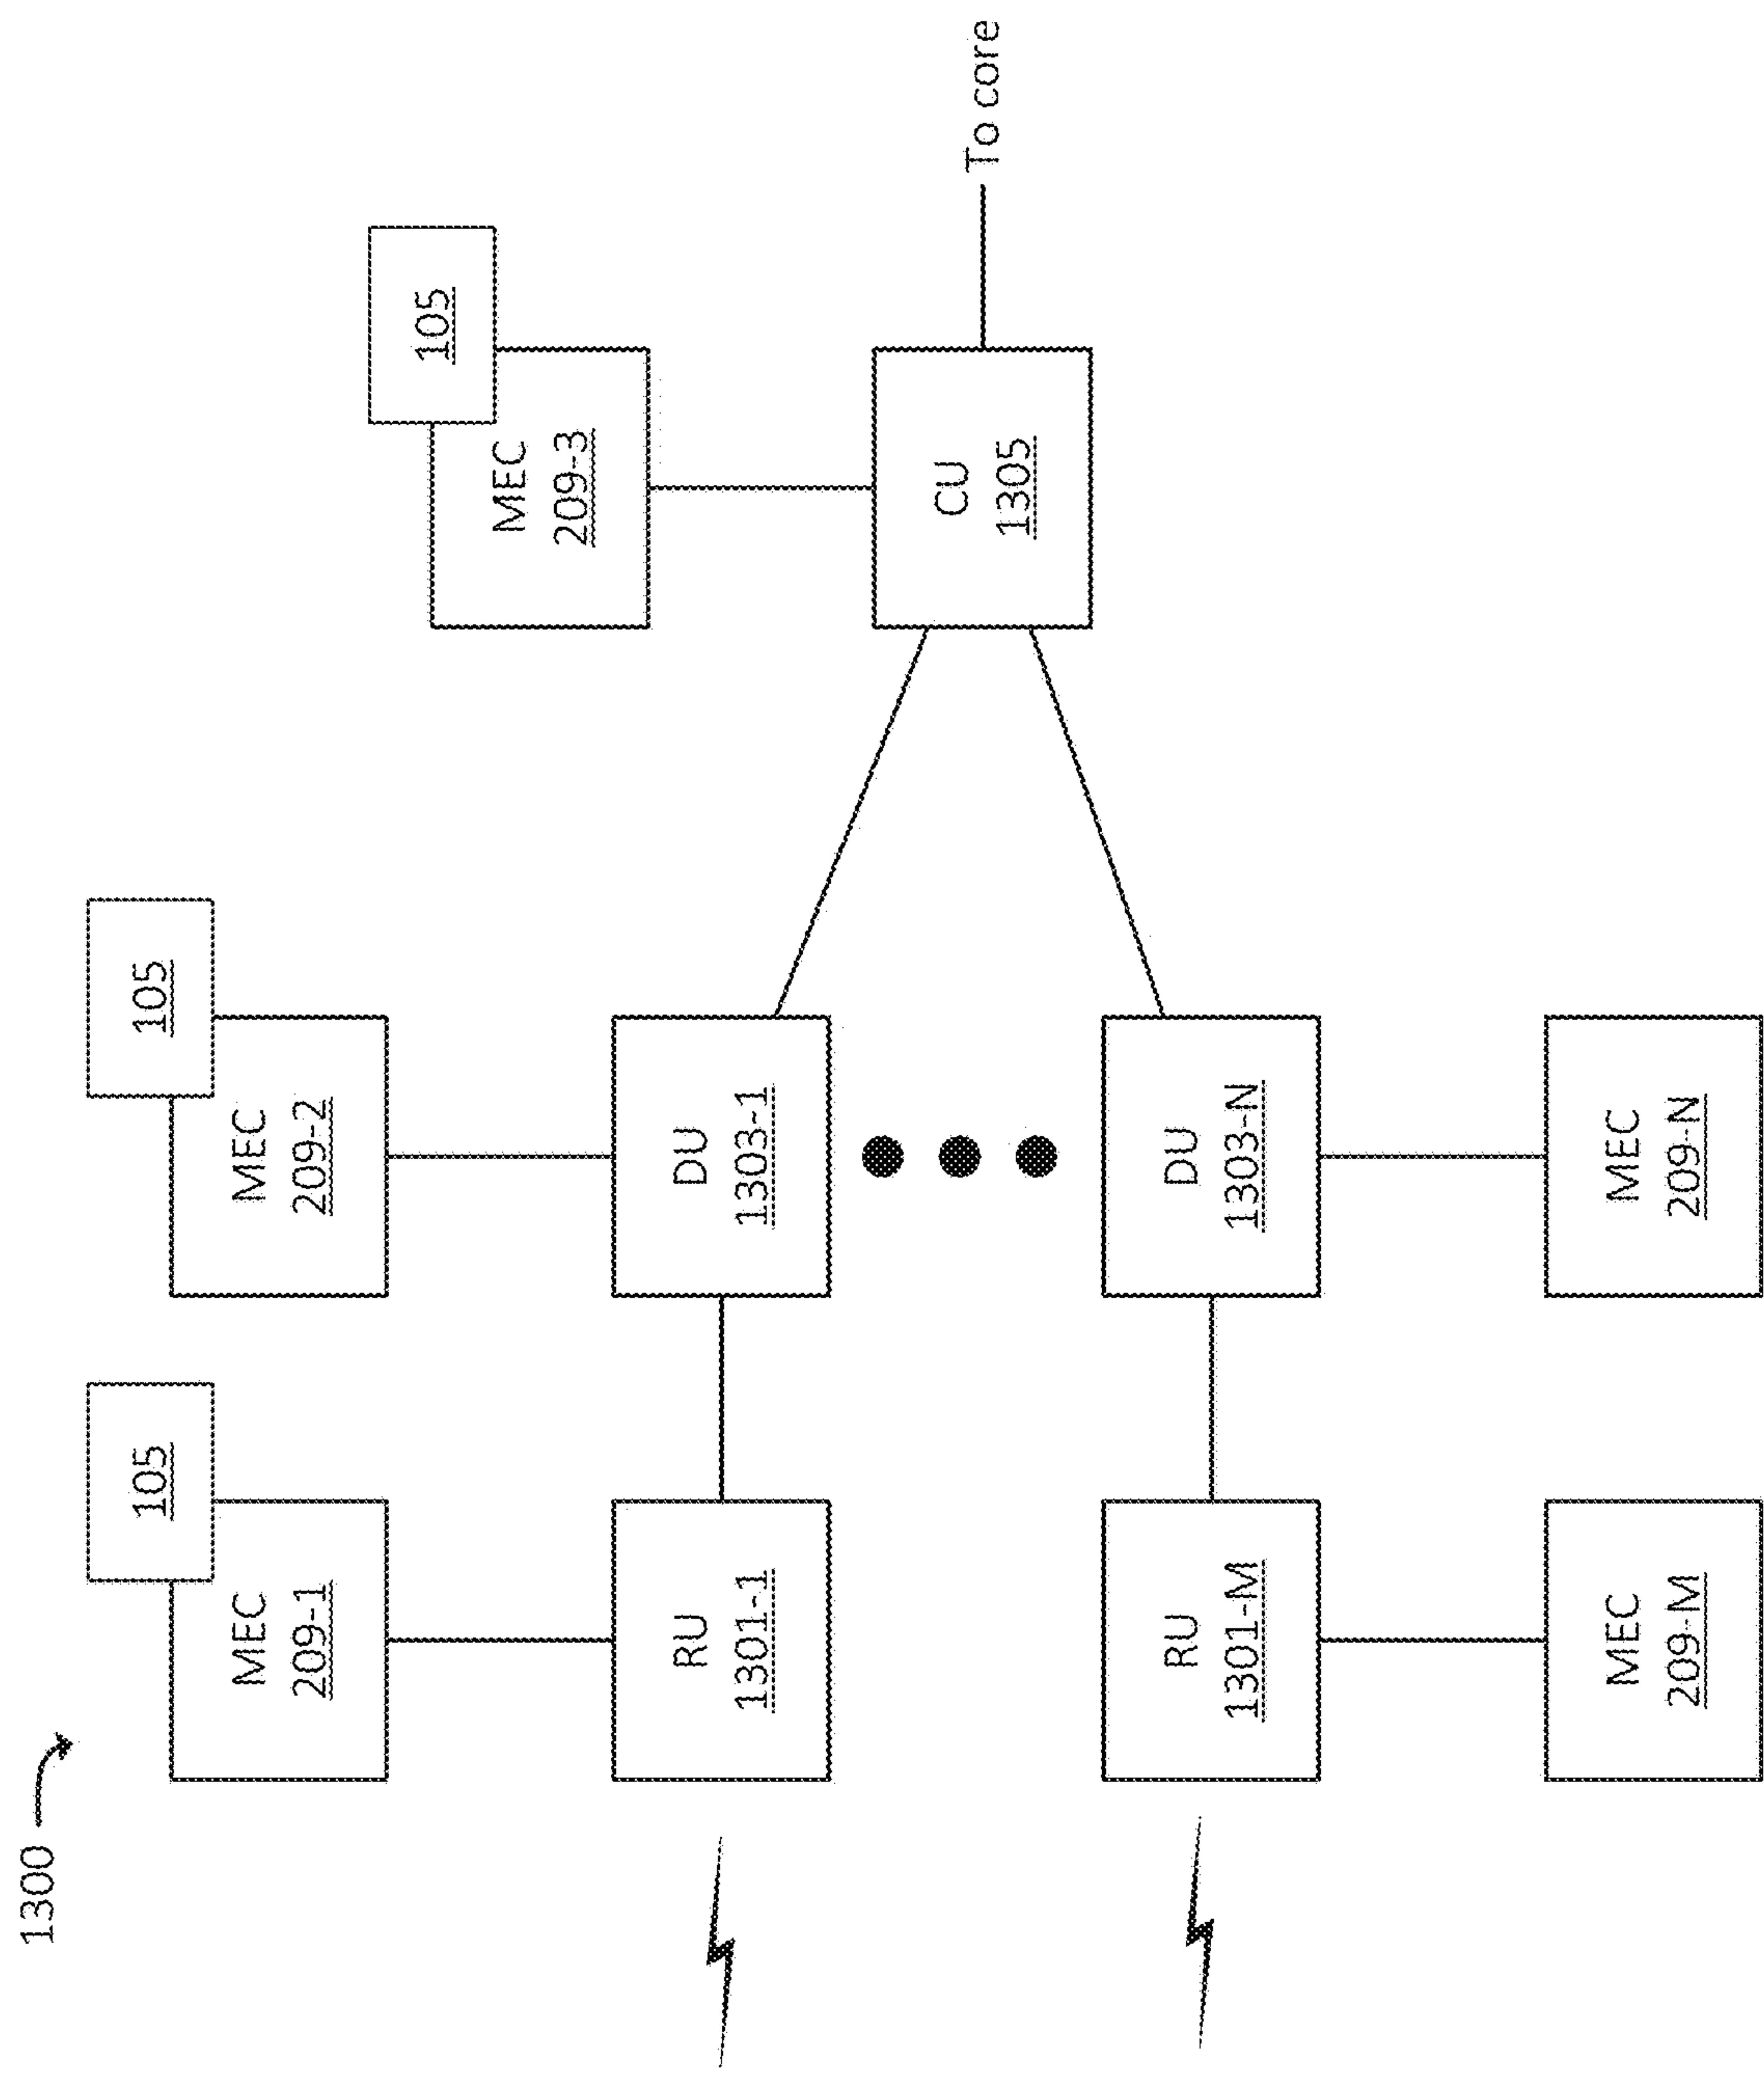 1300
105
MEC
209-1
105
MEC
209-2
105
MEC
209-3
RU
1301-1
DU
1303-1
CU
1305
To core
RU
1301-M
DU
1303-N
MEC
209-M
MEC
209-N